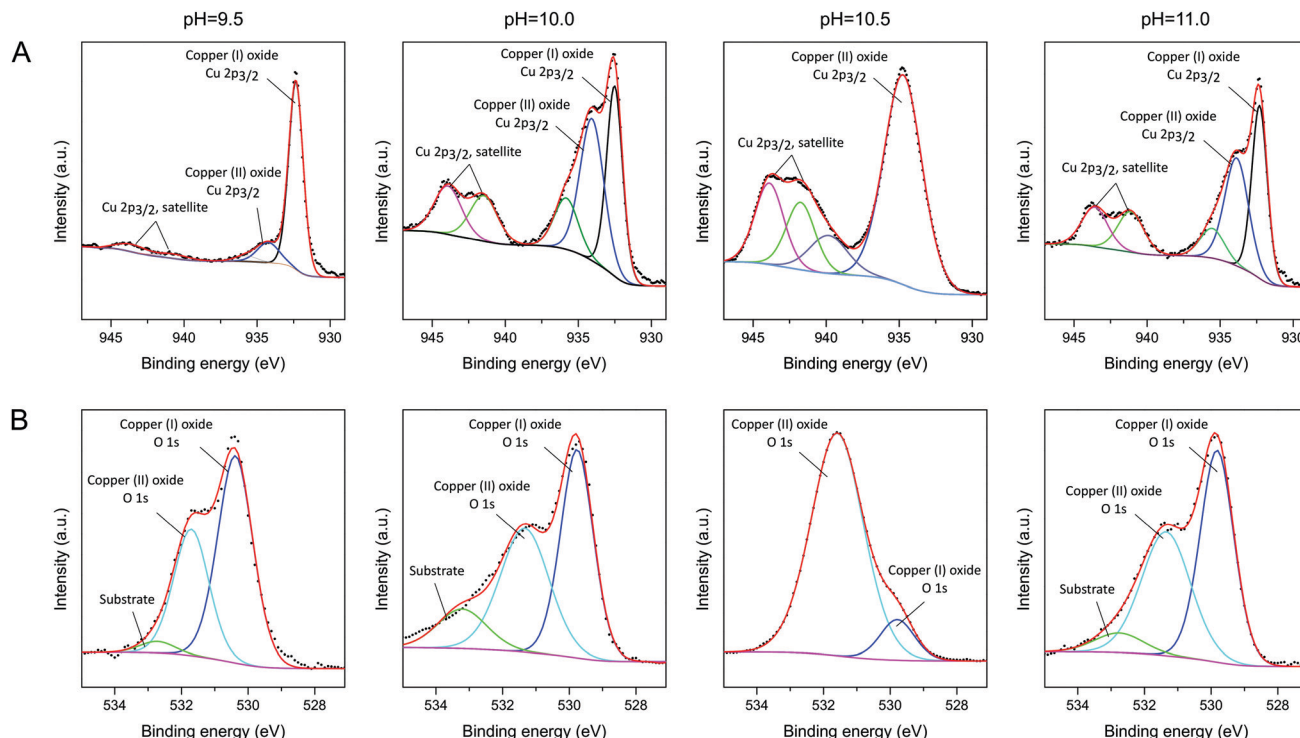 pH=9.5
pH=10.0
pH=10.5
pH=11.0
A
Intensity (a.u.)
Copper (I) oxide
Cu 2p3/2
Copper (II) oxide
Cu 2p3/2
Cu 2p3/2, satellite
945
940
935
930
Binding energy (eV)
Intensity (a.u.)
Copper (I) oxide
Cu 2p3/2
Copper (II) oxide
Cu 2p3/2
Cu 2p3/2, satellite
945
940
935
930
Binding energy (eV)
Intensity (a.u.)
Copper (II) oxide
Cu 2p3/2
Cu 2p3/2, satellite
945
940
935
930
Binding energy (eV)
Intensity (a.u.)
Copper (I) oxide
Cu 2p3/2
Copper (II) oxide
Cu 2p3/2
Cu 2p3/2, satellite
945
940
935
930
Binding energy (eV)
B
Intensity (a.u.)
Copper (I) oxide
O 1s
Copper (II) oxide
O 1s
Substrate
534
532
530
528
Binding energy (eV)
Intensity (a.u.)
Copper (I) oxide
O 1s
Copper (II) oxide
O 1s
Substrate
534
532
530
528
Binding energy (eV)
Intensity (a.u.)
Copper (II) oxide
O 1s
Copper (I) oxide
O 1s
534
532
530
528
Binding energy (eV)
Intensity (a.u.)
Copper (I) oxide
O 1s
Copper (II) oxide
O 1s
Substrate
534
532
530
528
Binding energy (eV)